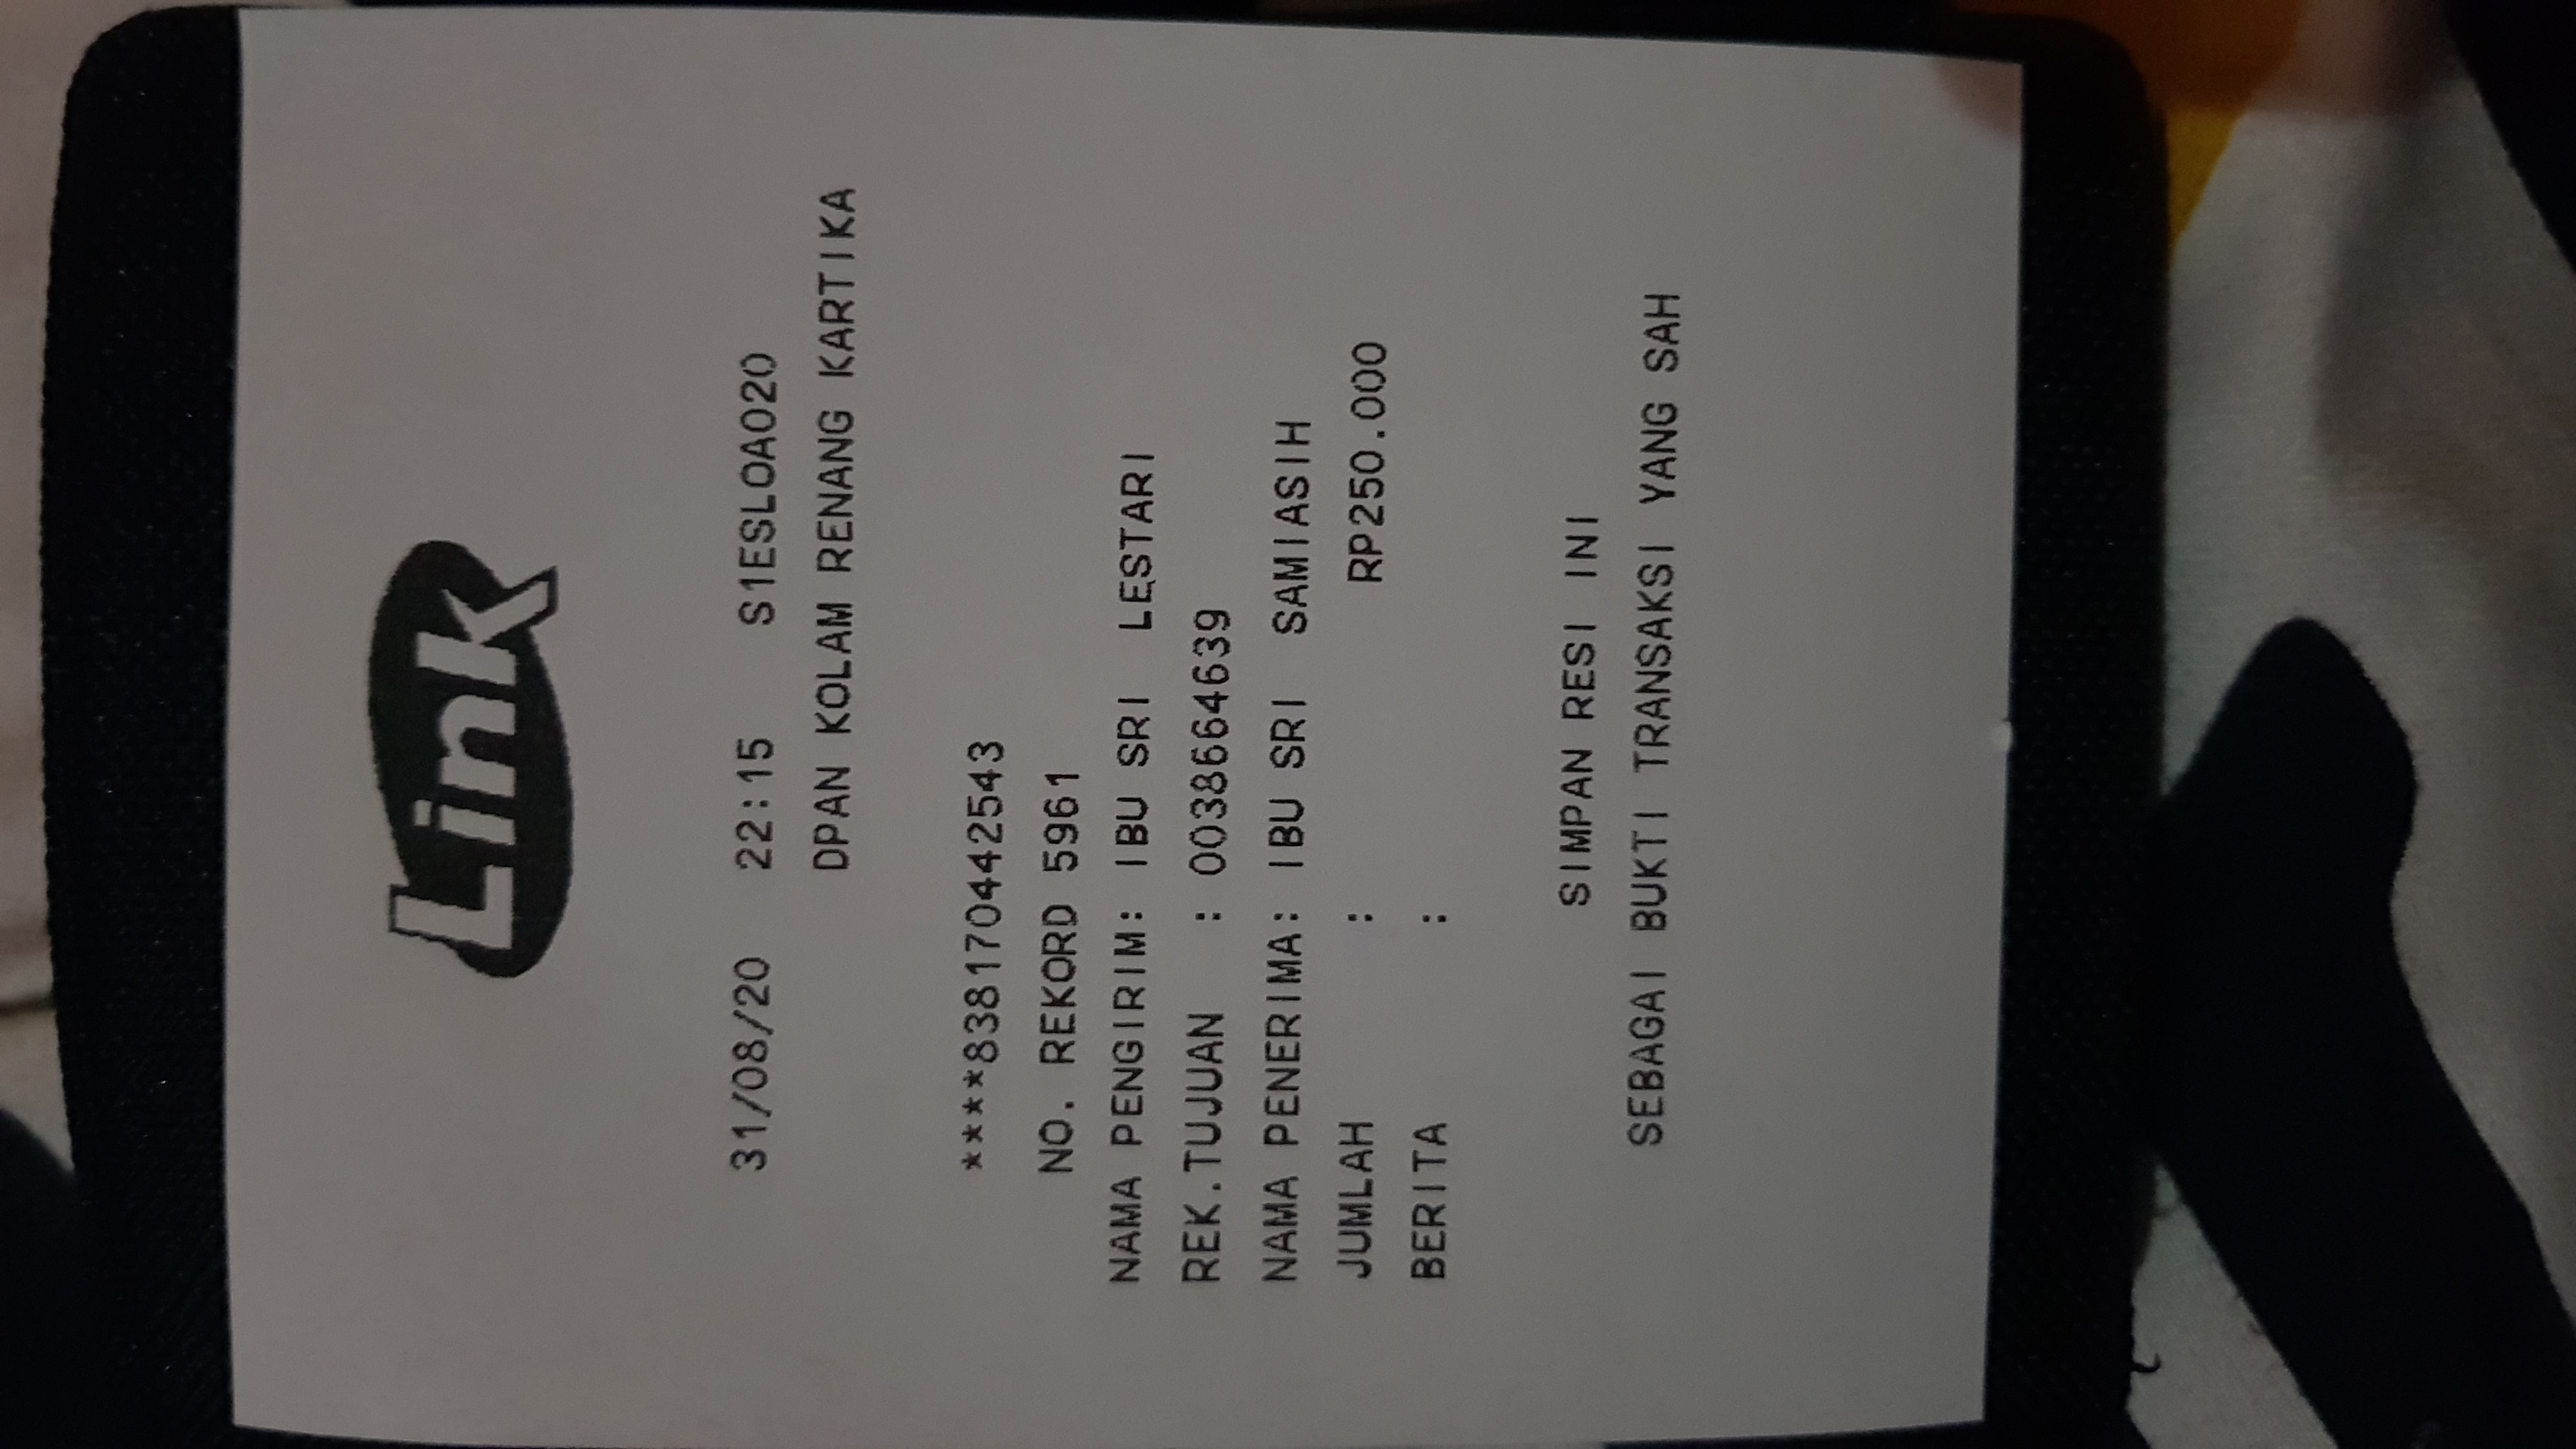 Link
31/08/20 22:15 S1ESLOA020
DPAN KOLAM RENANG KARTIKA
****838170442543
NO. REKORD 5961
NAMA PENGIRIM: IBU SRI LESTARI
REK.TUJUAN : 0038664639
NAMA PENERIMA: IBU SRI SAMIASIH
JUMLAH : RP250.000
BERITA :
SIMPAN RESI INI
SEBAGAI BUKTI TRANSAKSI YANG SAH